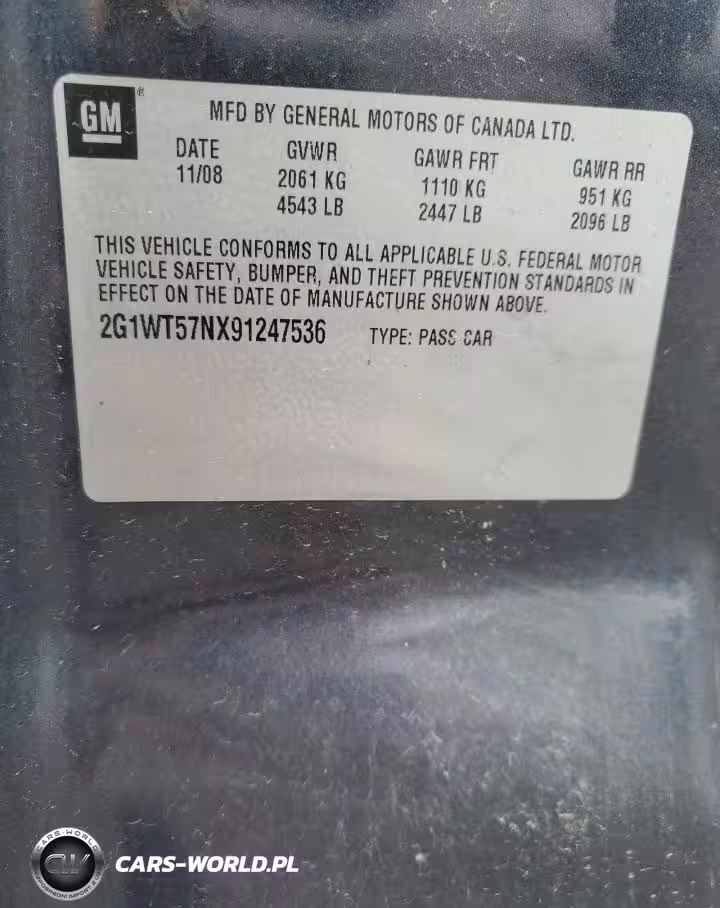 GM®
MFD BY GENERAL MOTORS OF CANADA LTD.
DATE GVWR GAWR FRT GAWR RR
11/08 2061 KG 1110 KG 951 KG
4543 LB 2447 LB 2096 LB
THIS VEHICLE CONFORMS TO ALL APPLICABLE U.S. FEDERAL MOTOR
VEHICLE SAFETY, BUMPER, AND THEFT PREVENTION STANDARDS IN
EFFECT ON THE DATE OF MANUFACTURE SHOWN ABOVE.
2G1WT57NX91247536 TYPE: PASS CAR
CARS-WORLD
CW
CARS-WORLD.PL